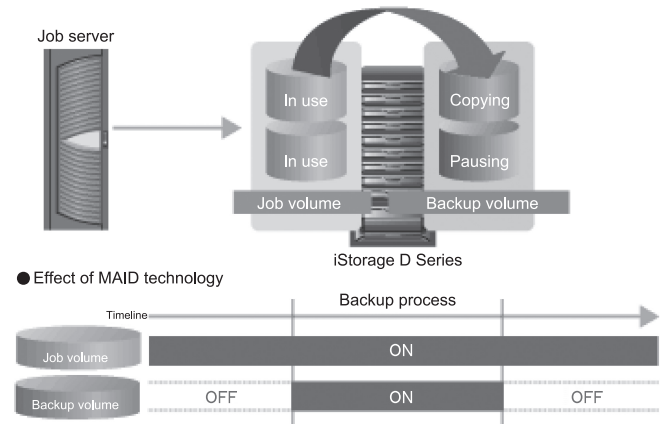 Job server
In use
Copying
In use
Pausing
Job volume
Backup volume
iStorage D Series
● Effect of MAID technology
Backup process
Timeline
Job volume
ON
Backup volume
OFF
ON
OFF